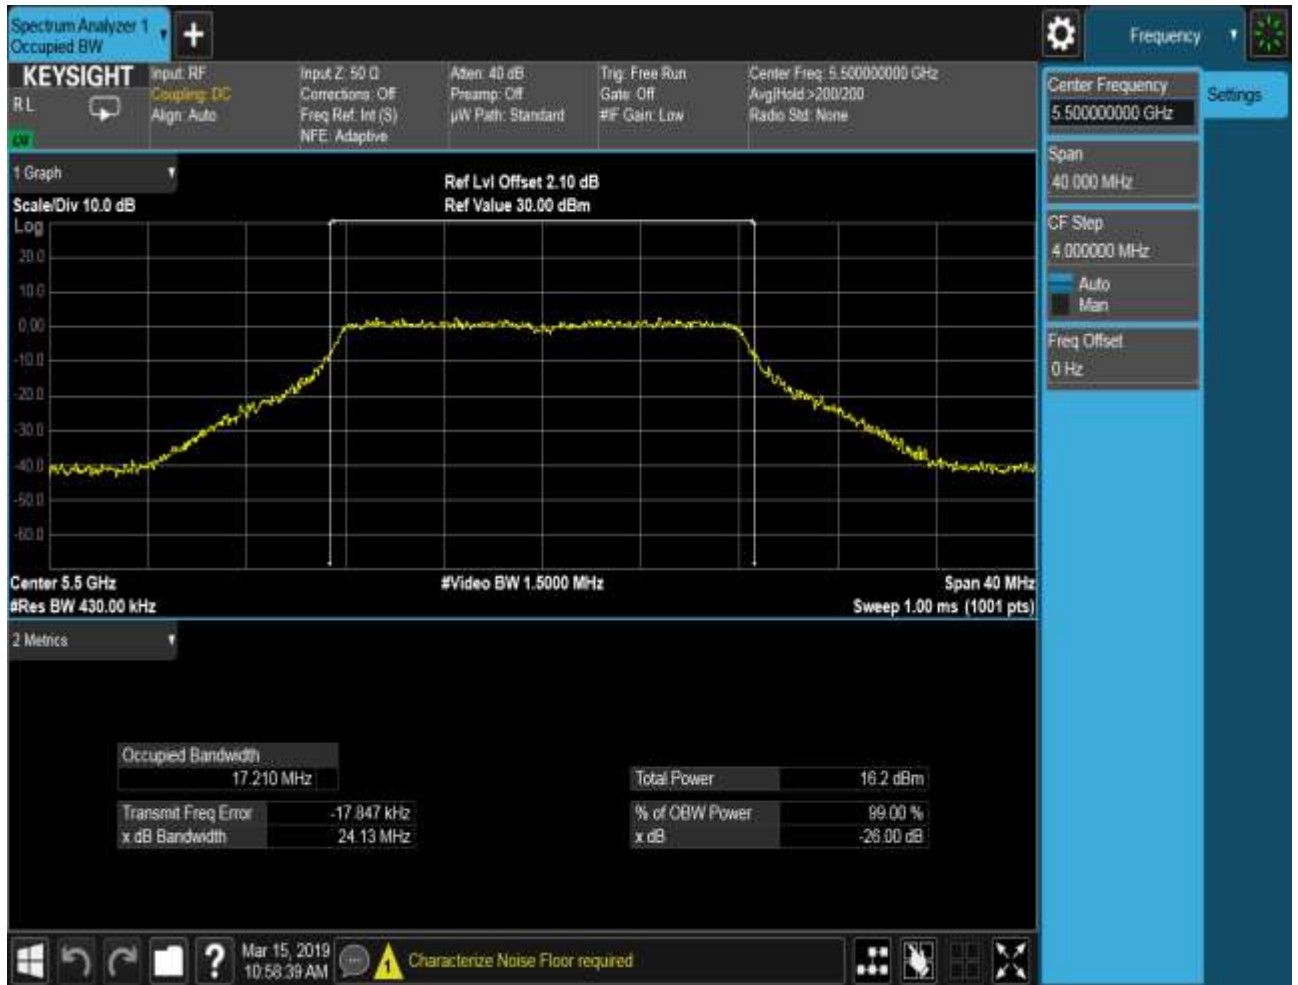 Spectrum Analyzer 1
Occupied BW
Frequency
KEYSIGHT
R L
Input: RF
Coupling: DC
Align: Auto
Input Z: 50 Ω
Corrections: Off
Freq Ref: Int (S)
NFE: Adaptive
Atten: 40 dB
Preamp: Off
µW Path: Standard
Trig: Free Run
Gate: Off
#IF Gain: Low
Center Freq: 5.500000000 GHz
Avg|Hold:>200/200
Radio Std: None
Center Frequency
5.500000000 GHz
Settings
Span
40.000 MHz
CF Step
4.000000 MHz
Auto
Man
Freq Offset
0 Hz
1 Graph
Scale/Div 10.0 dB
Ref Lvl Offset 2.10 dB
Ref Value 30.00 dBm
Log
20.0
10.0
0.00
-10.0
-20.0
-30.0
-40.0
-50.0
-60.0
Center 5.5 GHz
#Video BW 1.5000 MHz
Span 40 MHz
#Res BW 430.00 kHz
Sweep 1.00 ms (1001 pts)
2 Metrics
Occupied Bandwidth
17.210 MHz
Total Power 16.2 dBm
Transmit Freq Error -17.847 kHz
% of OBW Power 99.00 %
x dB Bandwidth 24.13 MHz
x dB -26.00 dB
?
Mar 15, 2019
10:58:39 AM
1
Characterize Noise Floor required